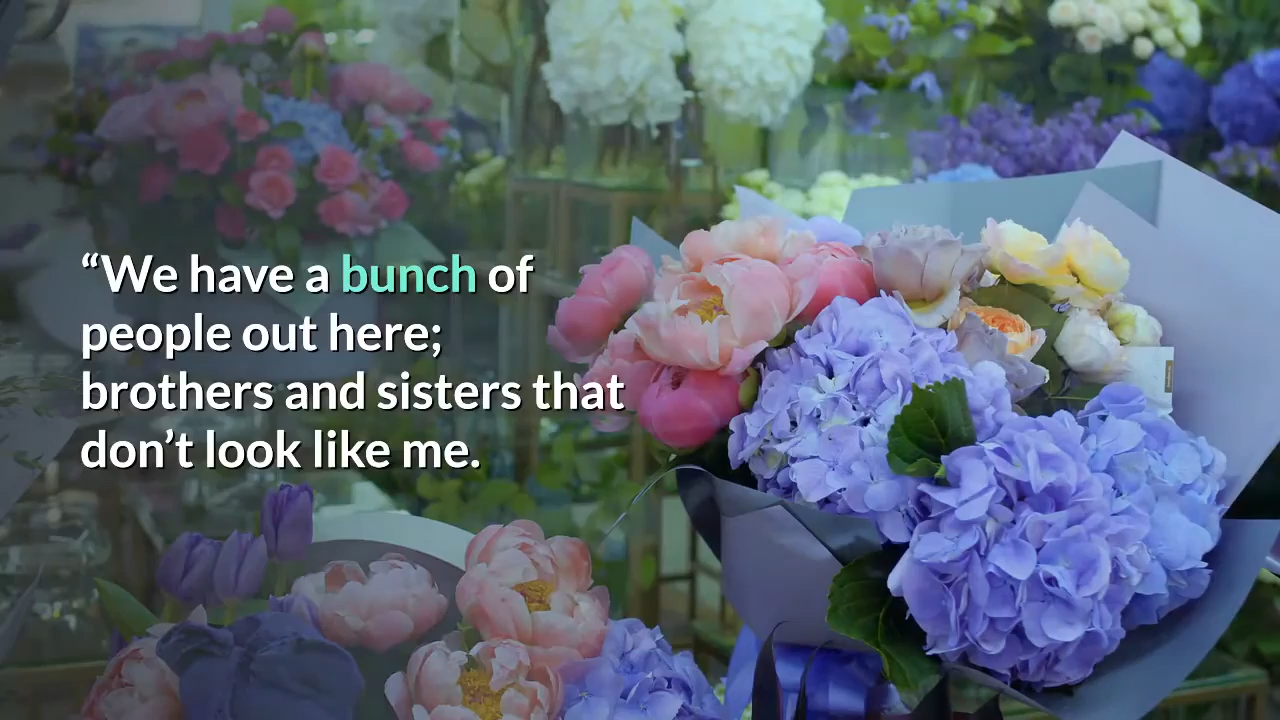 “We have a bunch of
people out here;
brothers and sisters that
don’t look like me.